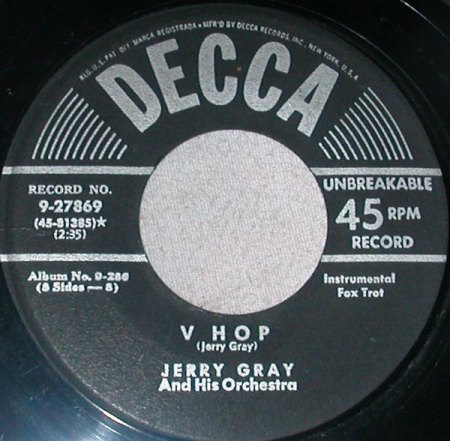 REG. U.S. PAT. OFF. MARCA REGISTRADA • MFR'D BY DECCA RECORDS, INC., NEW YORK, U.S.A.
DECCA
RECORD NO.
9-27869
(45-81385)★
(2:35)
UNBREAKABLE
45 RPM
RECORD
Album No. 9-286
(8 Sides — 8)
Instrumental
Fox Trot
V HOP
(Jerry Gray)
JERRY GRAY
And His Orchestra